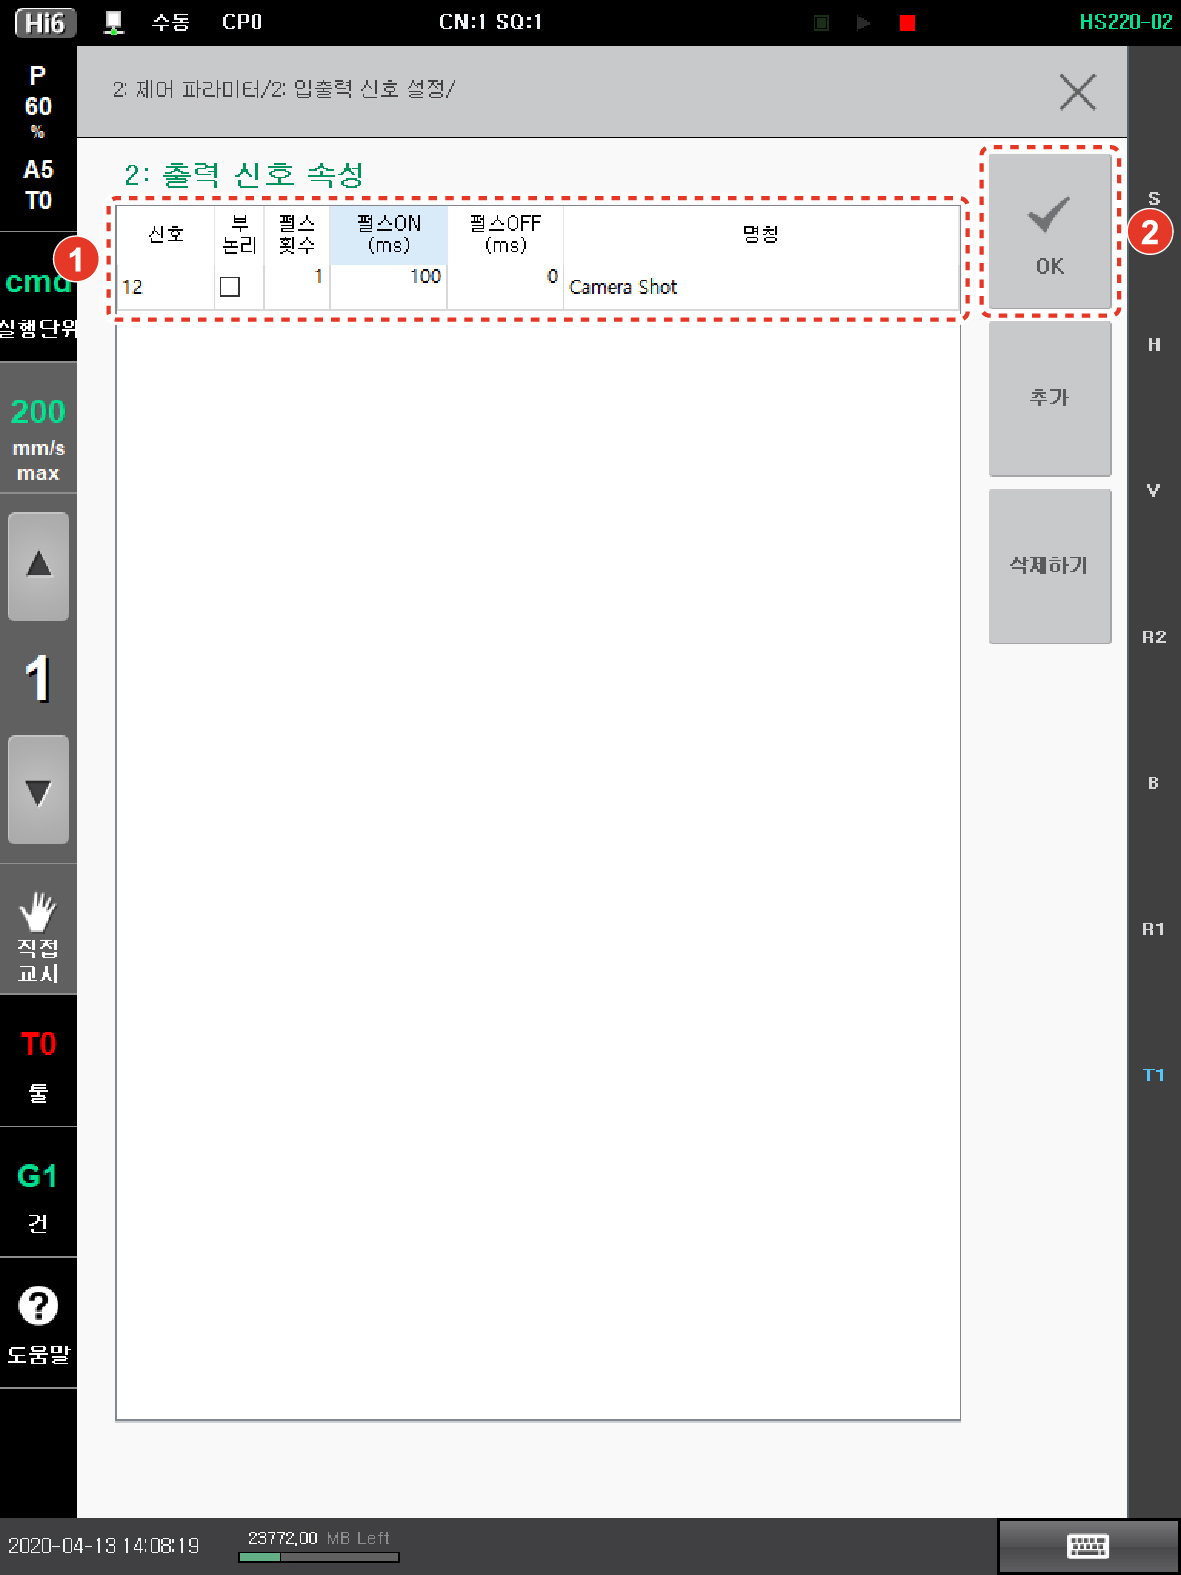 Hi6 수동 CP0 CN:1 SQ:1 HS220-02
P
60
%
A5
T0
cmd
실행단위
200
mm/s
max
1
직접
교시
T0
툴
G1
건
도움말
2: 제어 파라미터/2: 입출력 신호 설정/
2: 출력 신호 속성
1
신호 부논리 펄스횟수 펄스ON(ms) 펄스OFF(ms) 명칭
12 1 100 0 Camera Shot
OK
2
추가
삭제하기
S
H
V
R2
B
R1
T1
2020-04-13 14:08:19 23772.00 MB Left